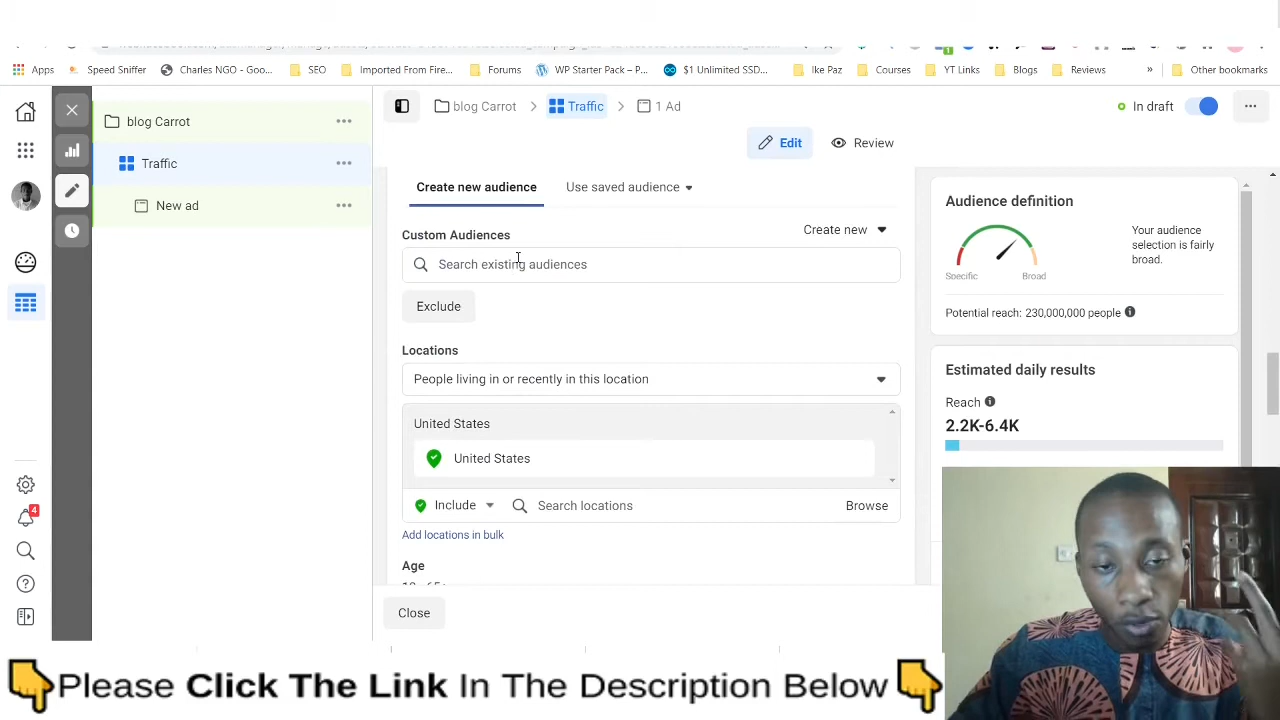 Apps
Speed Sniffer
Charles NGO - Goo...
SEO
Imported From Fire...
Forums
WP Starter Pack – P...
$1 Unlimited SSD...
Ike Paz
Courses
YT Links
Blogs
Reviews
»
Other bookmarks
blog Carrot
Traffic
New ad
blog Carrot
Traffic
1 Ad
In draft
Edit
Review
Create new audience
Use saved audience
Custom Audiences
Create new
Search existing audiences
Exclude
Locations
People living in or recently in this location
United States
United States
Include
Search locations
Browse
Add locations in bulk
Age
Close
Audience definition
Specific
Broad
Your audience
selection is fairly
broad.
Potential reach: 230,000,000 people
Estimated daily results
Reach
2.2K-6.4K
4
1
Please Click The Link In The Description Below